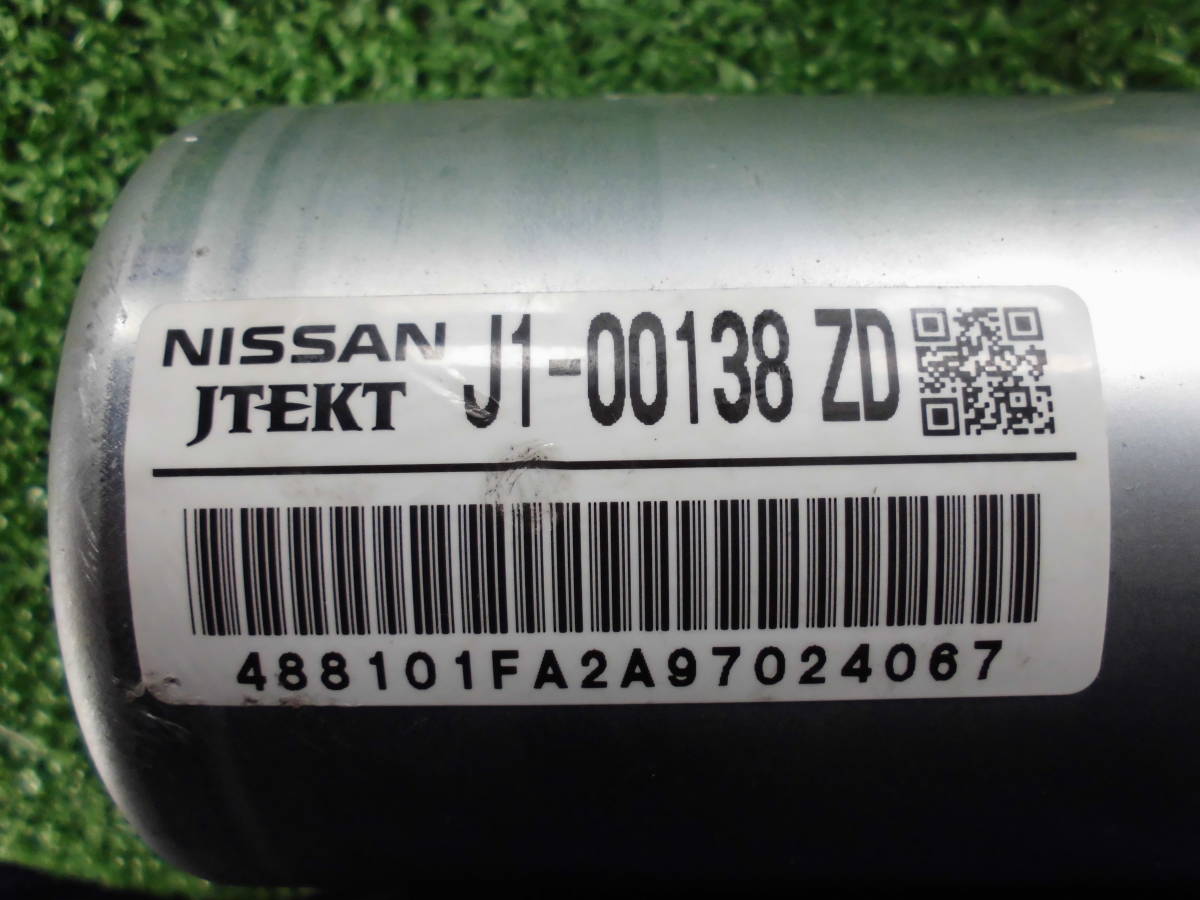 NISSAN J1-00138 ZD
JTEKT
488101FA2A97024067